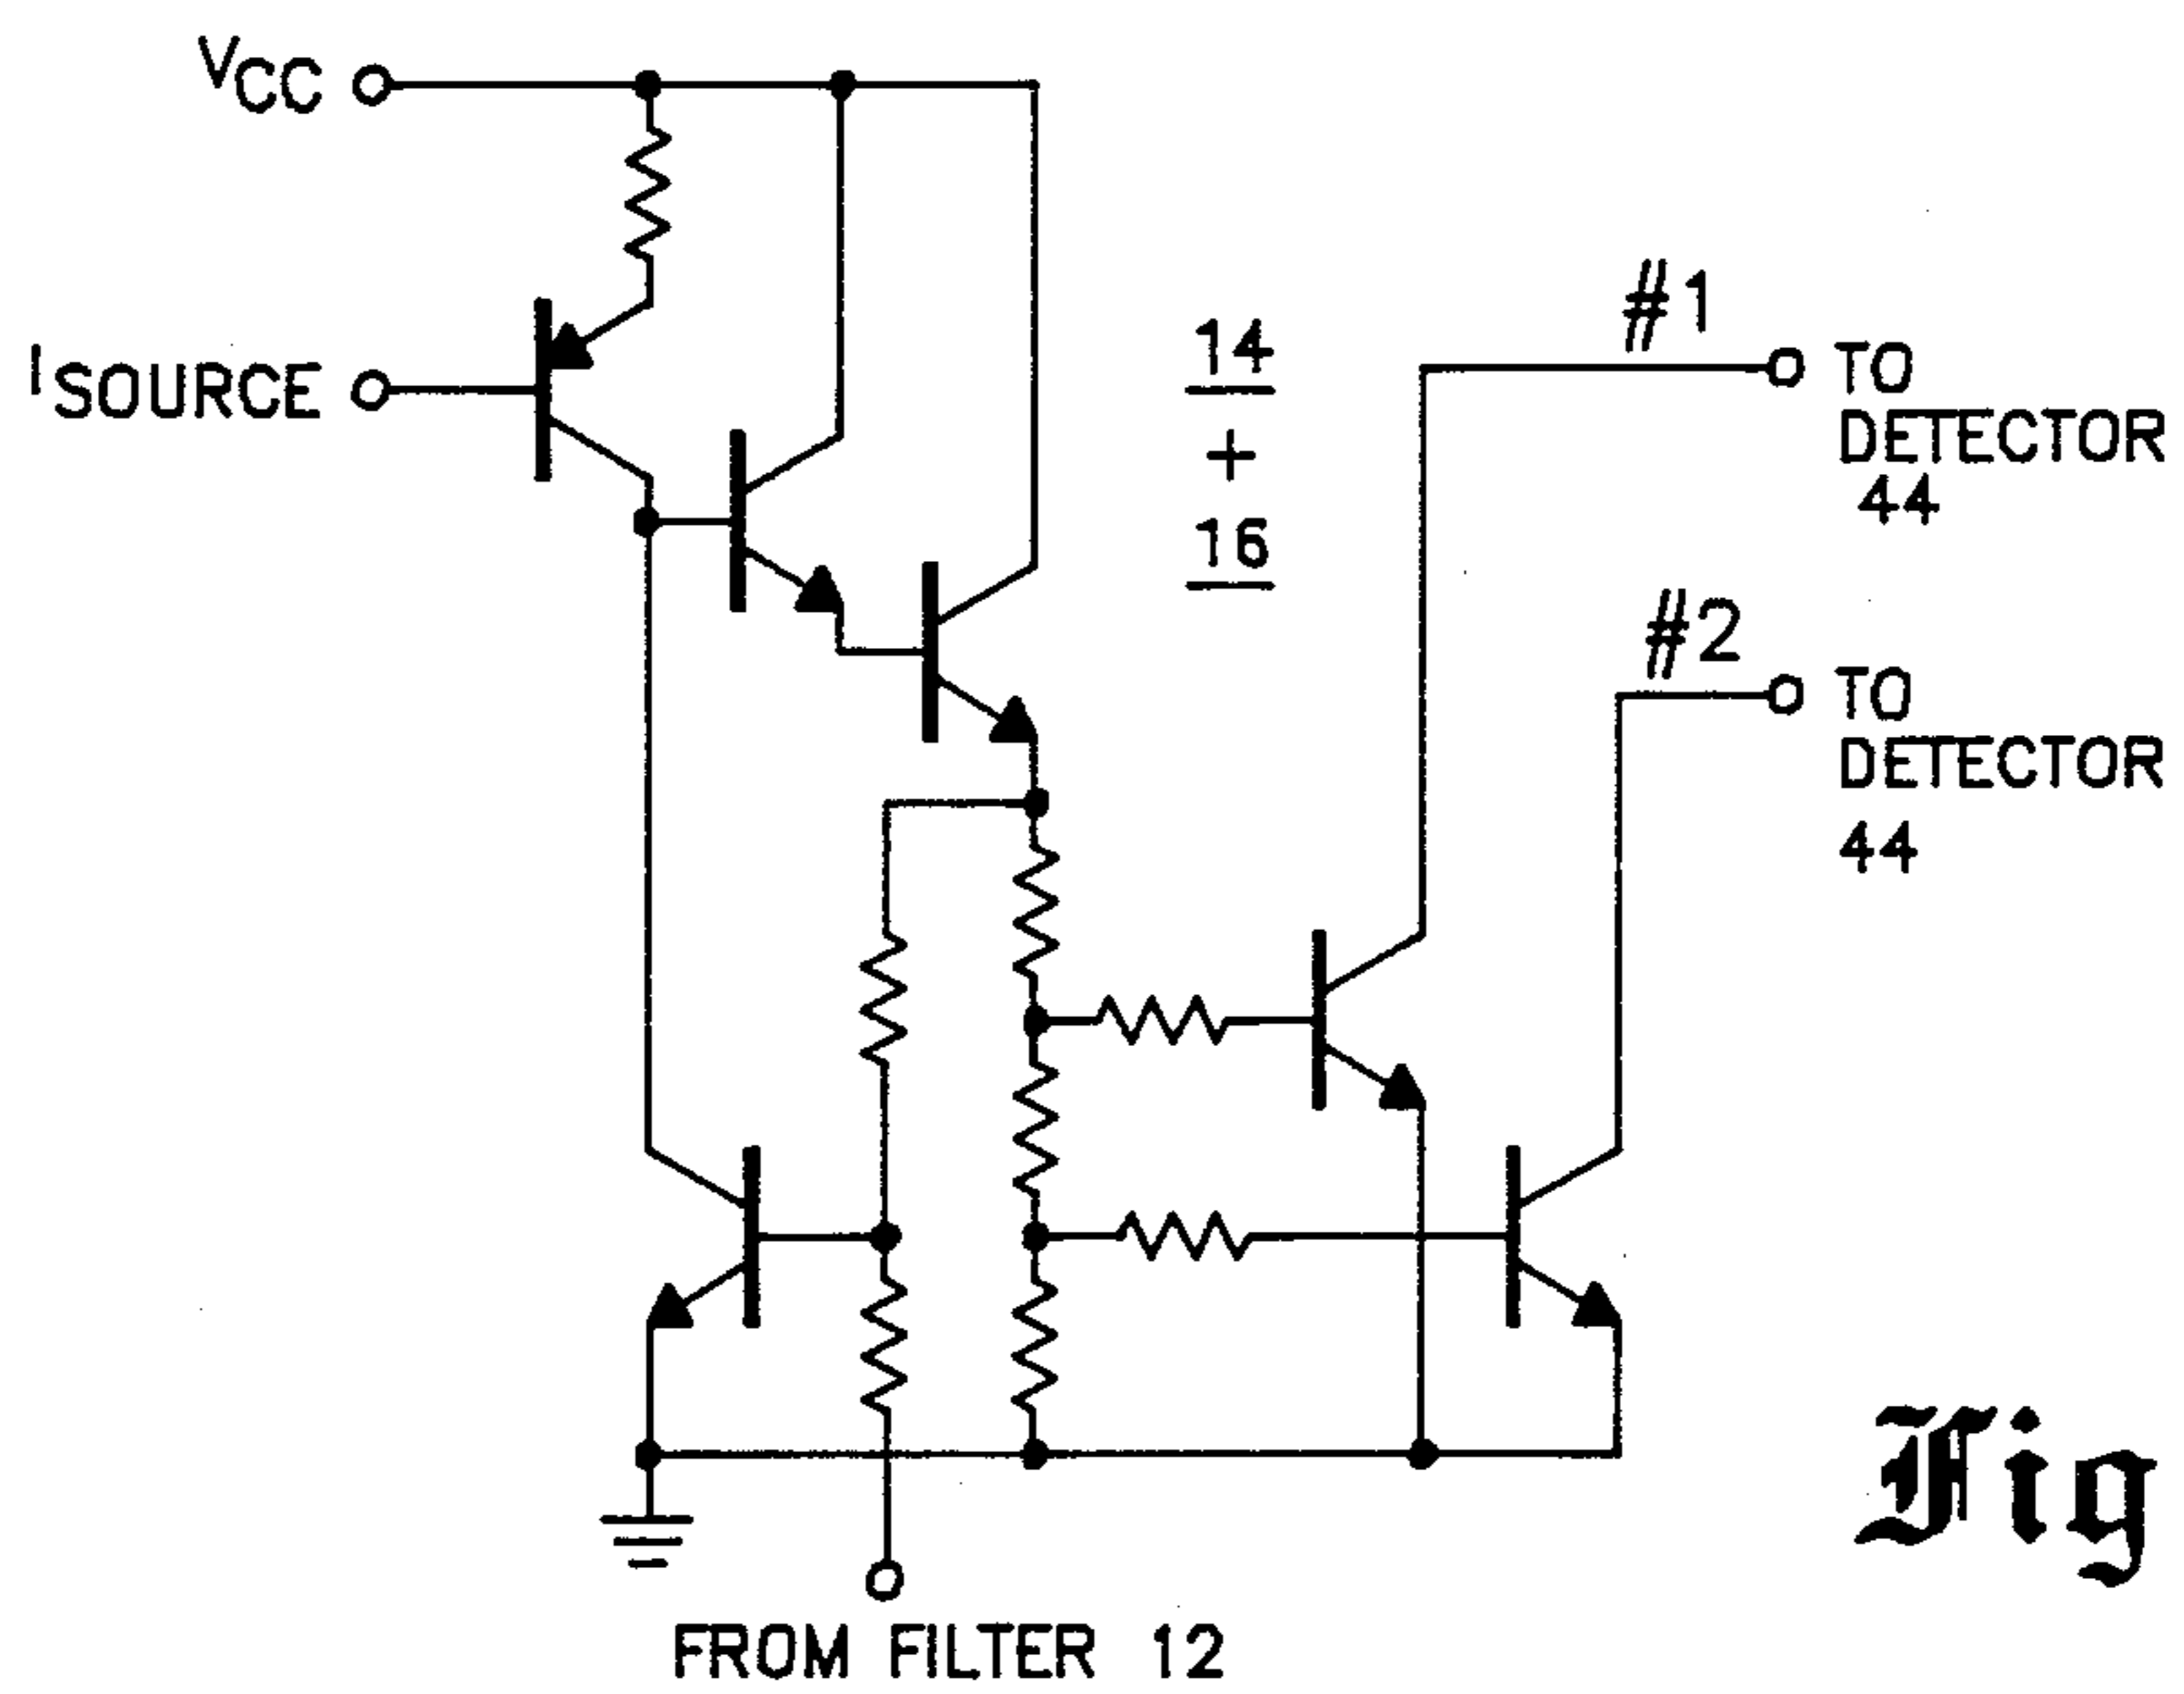 VCC
ISOURCE
14
+
16
#1
TO
DETECTOR
44
#2
TO
DETECTOR
44
FROM FILTER 12
Fig